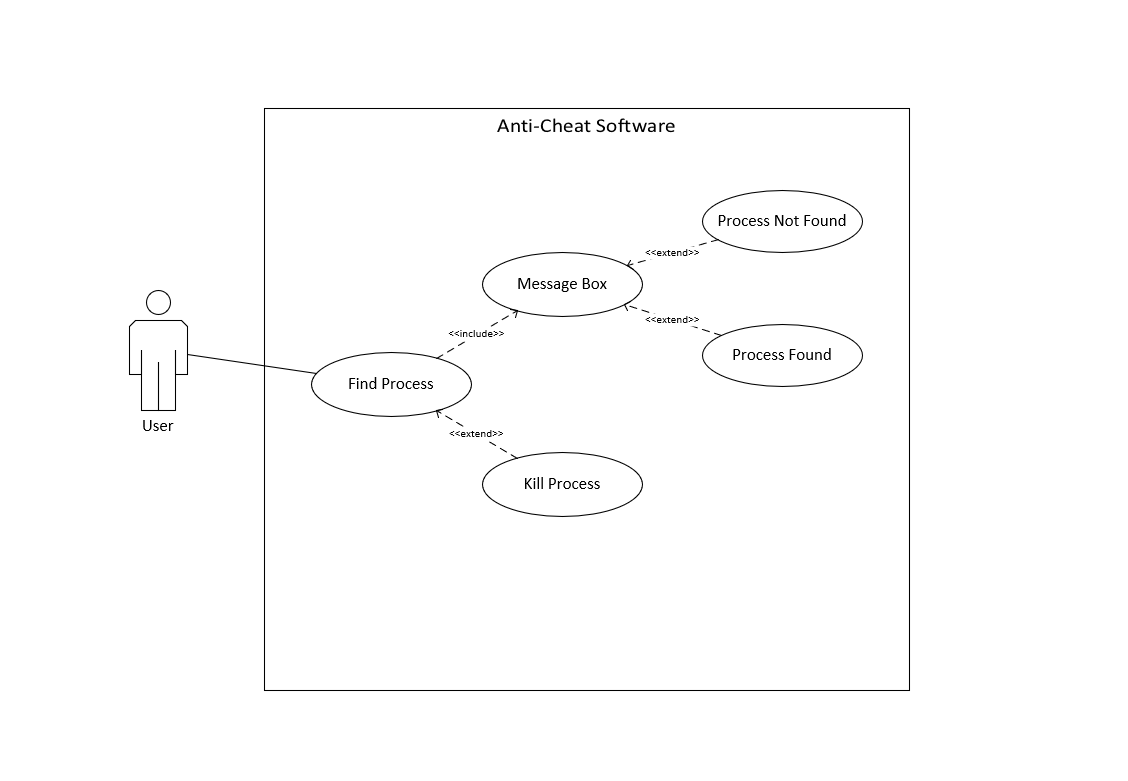 Anti-Cheat Software
Process Not Found
<<extend>>
Message Box
<<extend>>
<<include>>
Process Found
Find Process
User
<<extend>>
Kill Process